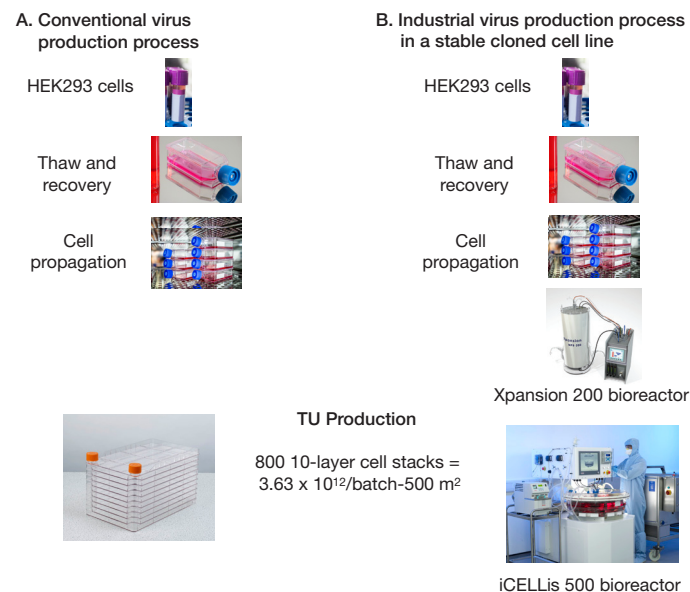 A. Conventional virus
production process
B. Industrial virus production process
in a stable cloned cell line
HEK293 cells
HEK293 cells
Thaw and
recovery
Thaw and
recovery
Cell
propagation
Cell
propagation
Xpansion 200 bioreactor
TU Production
800 10-layer cell stacks =
3.63 x 10¹²/batch-500 m²
iCELLis 500 bioreactor